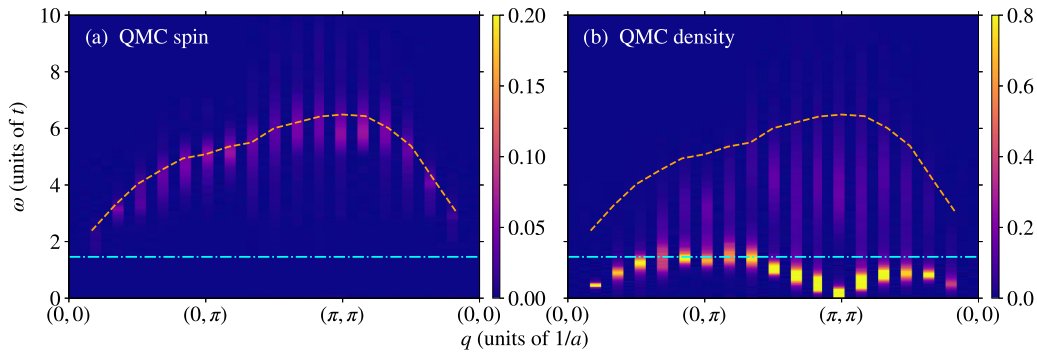 (a) QMC spin
(b) QMC density
ω (units of t)
10
8
6
4
2
0
(0, 0)
(0, π)
(π, π)
(0, 0)
0.20
0.15
0.10
0.05
0.00
0
(0, 0)
(0, π)
(π, π)
(0, 0)
0.8
0.6
0.4
0.2
0.0
q (units of 1/a)